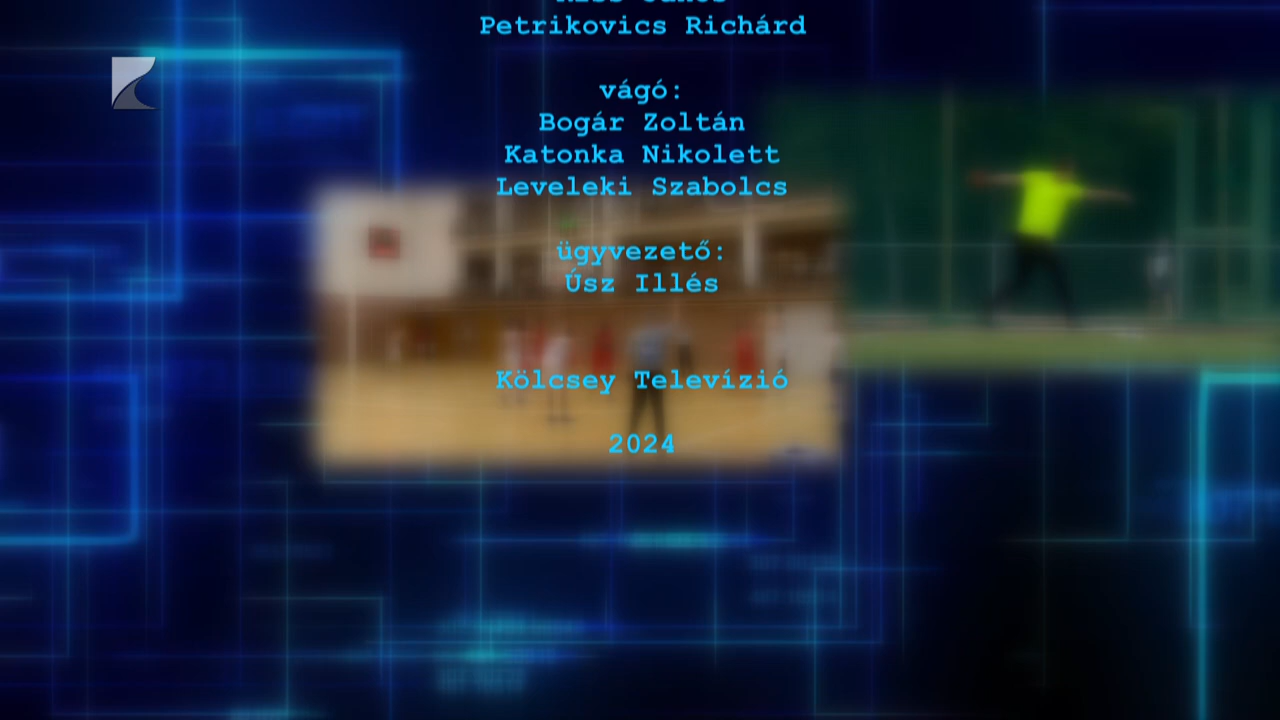 Petrikovics Richárd
vágó:
Bogár Zoltán
Katonka Nikolett
Leveleki Szabolcs
ügyvezető:
Úsz Illés
Kölcsey Televízió
2024